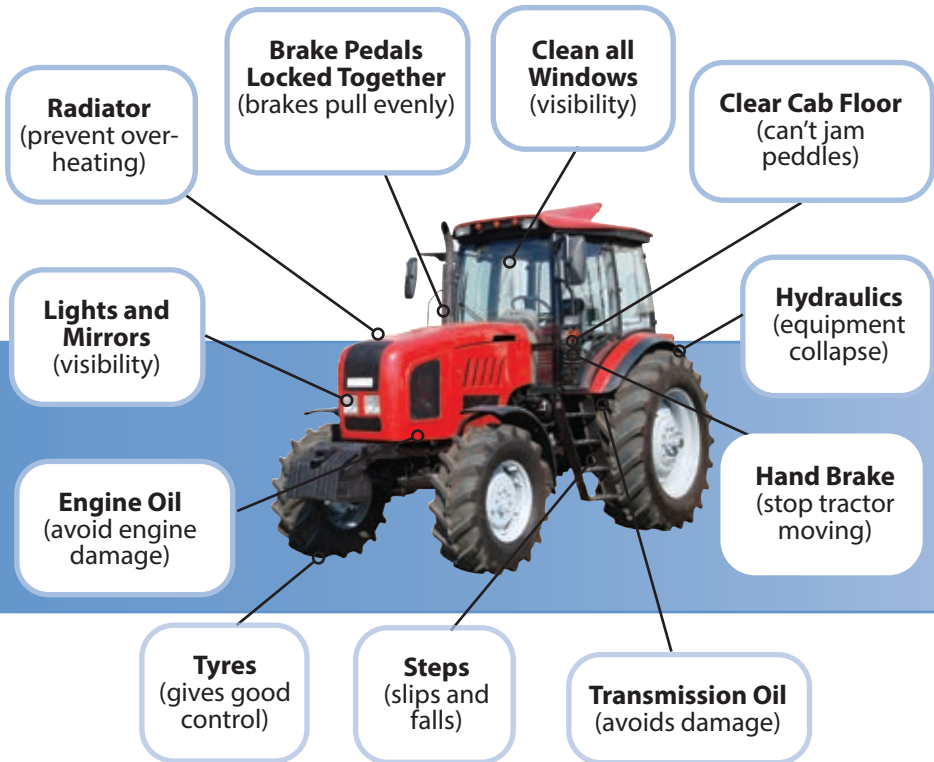 Brake Pedals
Locked Together
(brakes pull evenly)
Clean all
Windows
(visibility)
Radiator
(prevent over-
heating)
Clear Cab Floor
(can't jam
peddles)
Lights and
Mirrors
(visibility)
Hydraulics
(equipment
collapse)
Engine Oil
(avoid engine
damage)
Hand Brake
(stop tractor
moving)
Tyres
(gives good
control)
Steps
(slips and
falls)
Transmission Oil
(avoids damage)